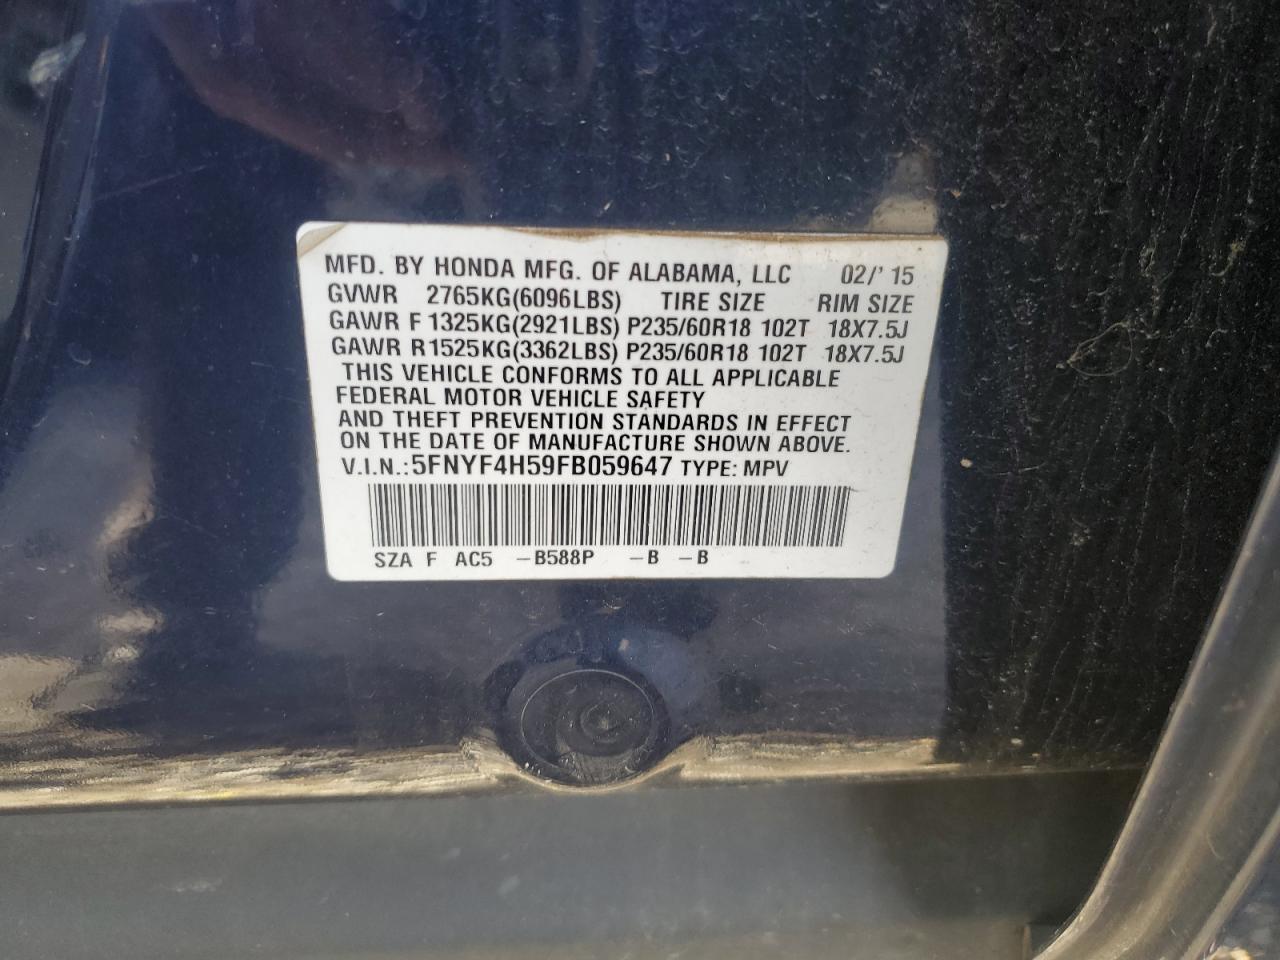 MFD. BY HONDA MFG. OF ALABAMA, LLC 02/'15
GVWR 2765KG(6096LBS) TIRE SIZE RIM SIZE
GAWR F 1325KG(2921LBS) P235/60R18 102T 18X7.5J
GAWR R1525KG(3362LBS) P235/60R18 102T 18X7.5J
THIS VEHICLE CONFORMS TO ALL APPLICABLE
FEDERAL MOTOR VEHICLE SAFETY
AND THEFT PREVENTION STANDARDS IN EFFECT
ON THE DATE OF MANUFACTURE SHOWN ABOVE.
V.I.N.:5FNYF4H59FB059647 TYPE: MPV
SZA F AC5 -B588P -B -B